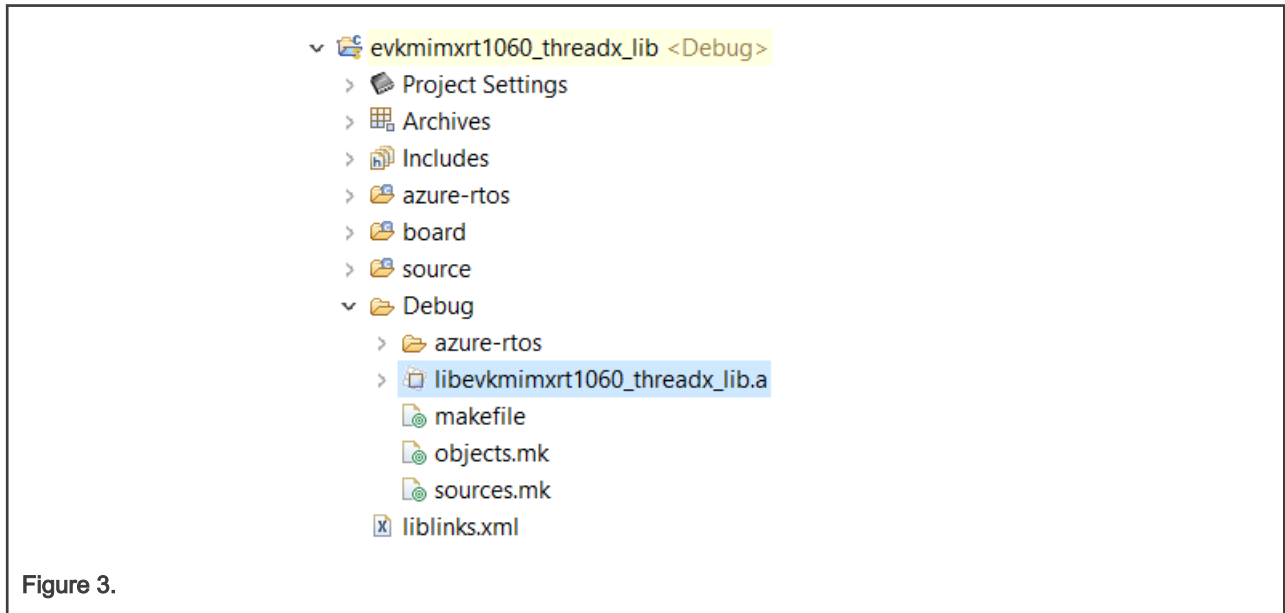 evkmimxrt1060_threadx_lib <Debug>
Project Settings
Archives
Includes
azure-rtos
board
source
Debug
azure-rtos
libevkmimxrt1060_threadx_lib.a
makefile
objects.mk
sources.mk
liblinks.xml
Figure 3.